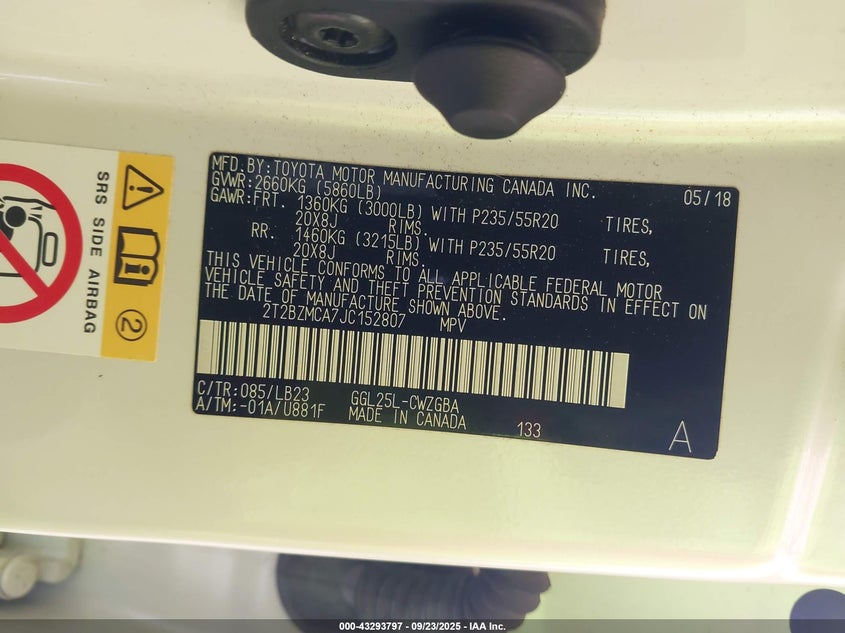 MFD.BY:TOYOTA MOTOR MANUFACTURING CANADA INC. 05/18
GVWR:2660KG (5860LB)
GAWR:FRT. 1360KG (3000LB) WITH P235/55R20 TIRES,
20X8J RIMS.
RR. 1460KG (3215LB) WITH P235/55R20 TIRES,
20X8J RIMS.
THIS VEHICLE CONFORMS TO ALL APPLICABLE FEDERAL MOTOR
VEHICLE SAFETY AND THEFT PREVENTION STANDARDS IN EFFECT ON
THE DATE OF MANUFACTURE SHOWN ABOVE.
2T2BZMCA7JC152807 MPV
C/TR:085/LB23 GGL25L-CWZGBA
A/TM:-01A/U881F MADE IN CANADA
133
A
SRS SIDE AIRBAG
2
000-43293797 - 09/23/2025 - IAA Inc.